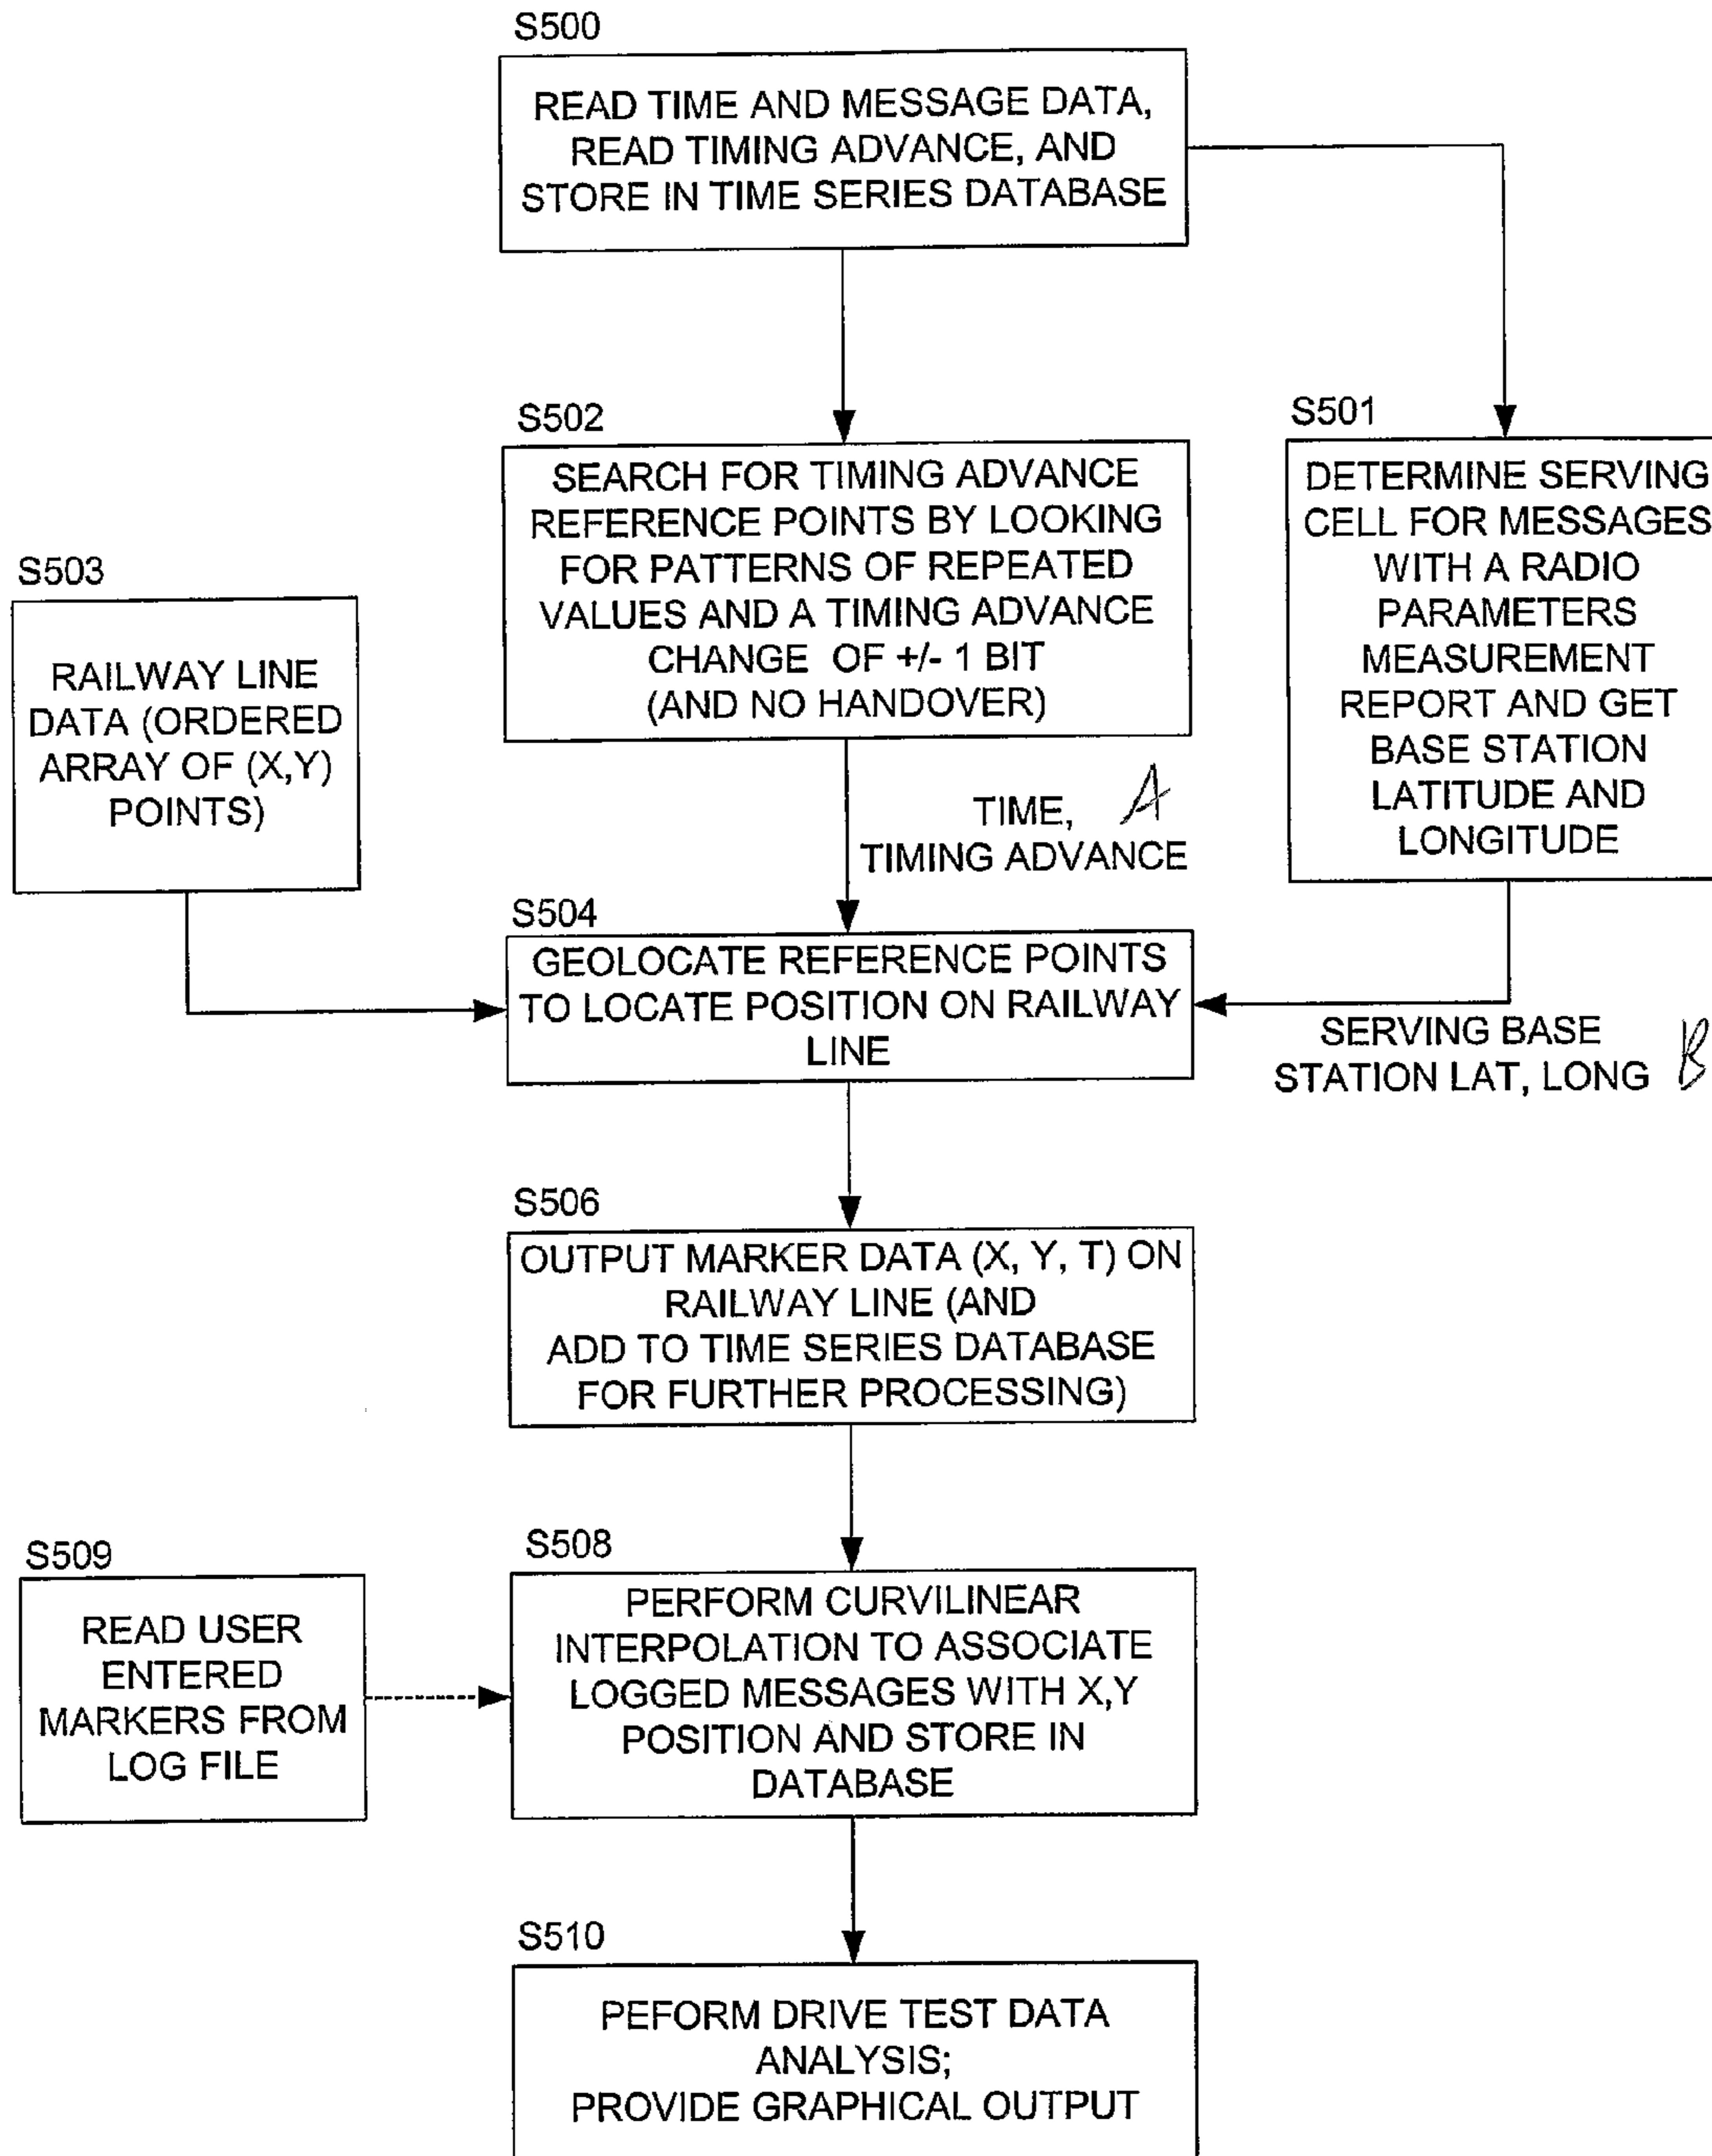 S500
READ TIME AND MESSAGE DATA,
READ TIMING ADVANCE, AND
STORE IN TIME SERIES DATABASE
S502
SEARCH FOR TIMING ADVANCE
REFERENCE POINTS BY LOOKING
FOR PATTERNS OF REPEATED
VALUES AND A TIMING ADVANCE
CHANGE OF +/- 1 BIT
(AND NO HANDOVER)
S501
DETERMINE SERVING
CELL FOR MESSAGES
WITH A RADIO
PARAMETERS
MEASUREMENT
REPORT AND GET
BASE STATION
LATITUDE AND
LONGITUDE
S503
RAILWAY LINE
DATA (ORDERED
ARRAY OF (X,Y)
POINTS)
TIME, A
TIMING ADVANCE
S504
GEOLOCATE REFERENCE POINTS
TO LOCATE POSITION ON RAILWAY
LINE
SERVING BASE
STATION LAT, LONG B
S506
OUTPUT MARKER DATA (X, Y, T) ON
RAILWAY LINE (AND
ADD TO TIME SERIES DATABASE
FOR FURTHER PROCESSING)
S509
READ USER
ENTERED
MARKERS FROM
LOG FILE
S508
PERFORM CURVILINEAR
INTERPOLATION TO ASSOCIATE
LOGGED MESSAGES WITH X,Y
POSITION AND STORE IN
DATABASE
S510
PEFORM DRIVE TEST DATA
ANALYSIS;
PROVIDE GRAPHICAL OUTPUT